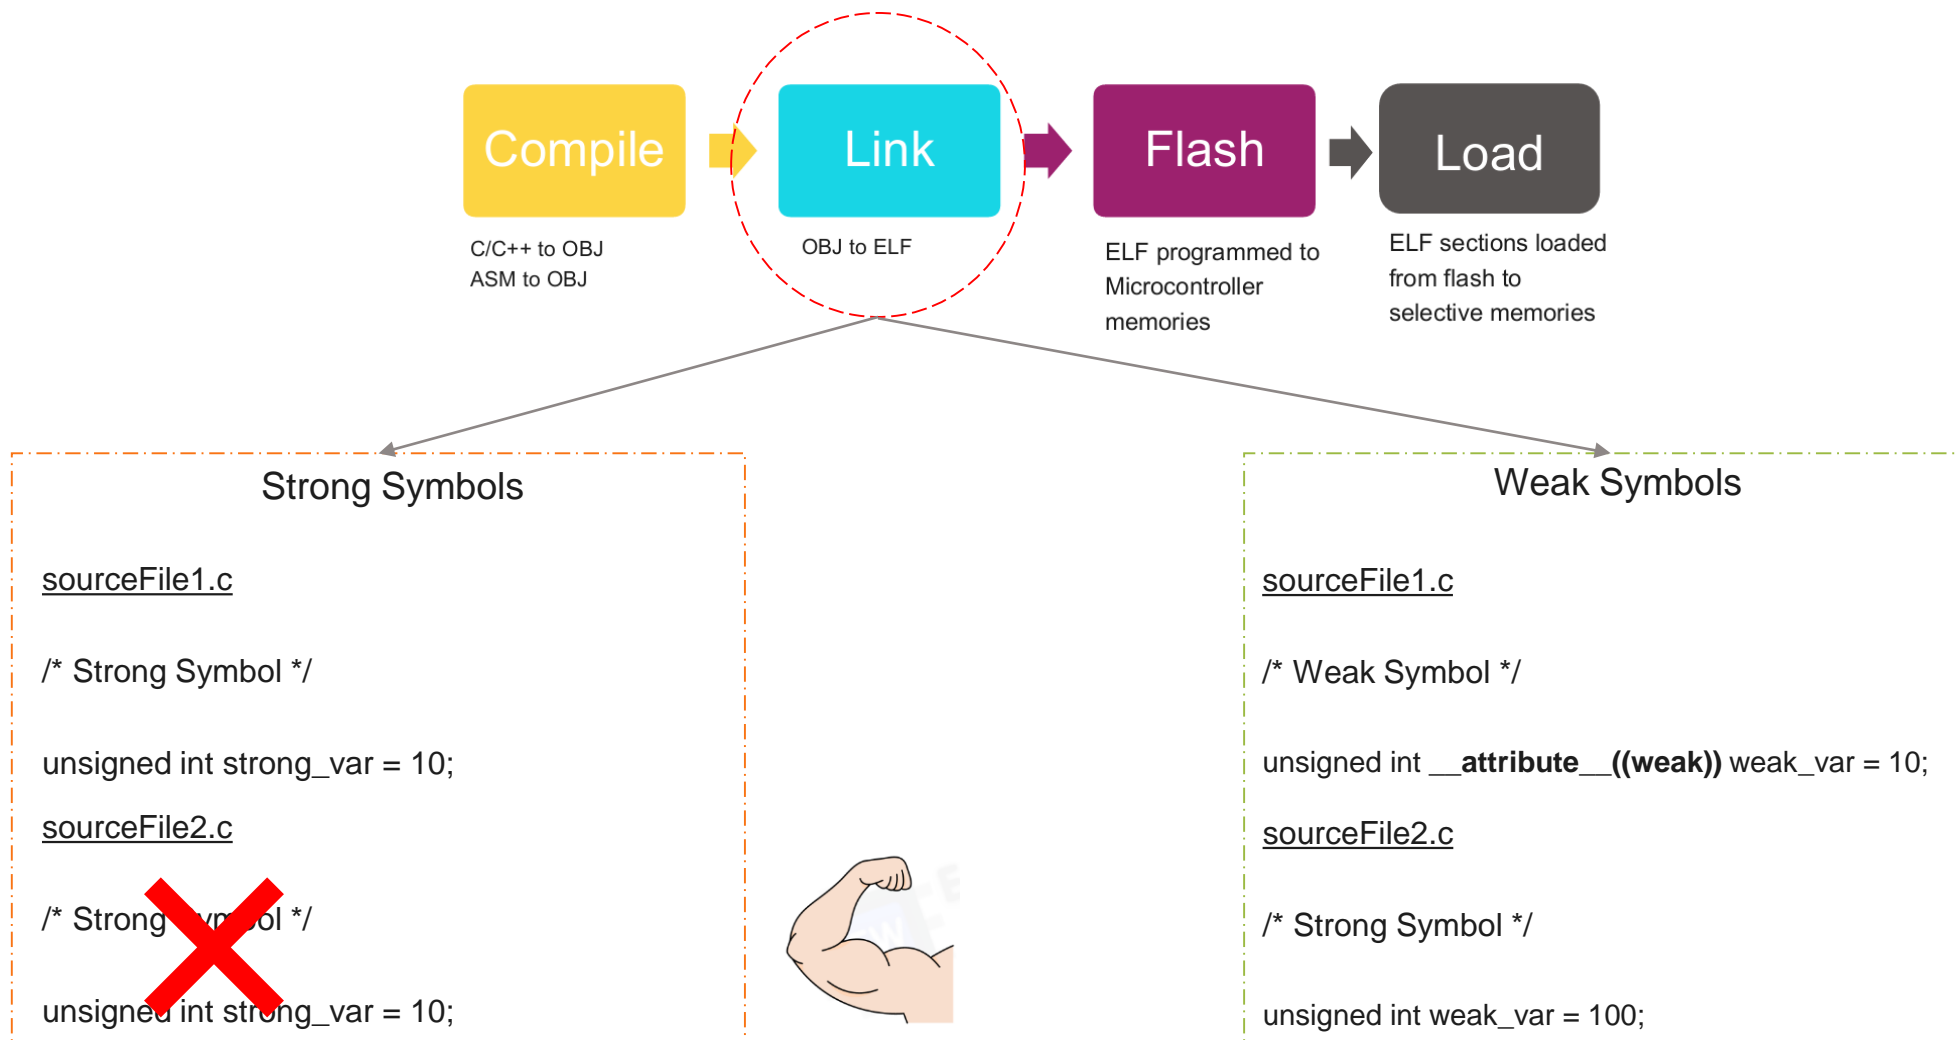 Compile
Link
Flash
Load
C/C++ to OBJ
ASM to OBJ
OBJ to ELF
ELF programmed to
Microcontroller
memories
ELF sections loaded
from flash to
selective memories
Strong Symbols
sourceFile1.c
/* Strong Symbol */
unsigned int strong_var = 10;
sourceFile2.c
/* Strong Symbol */
unsigned int strong_var = 10;
Weak Symbols
sourceFile1.c
/* Weak Symbol */
unsigned int __attribute__((weak)) weak_var = 10;
sourceFile2.c
/* Strong Symbol */
unsigned int weak_var = 100;